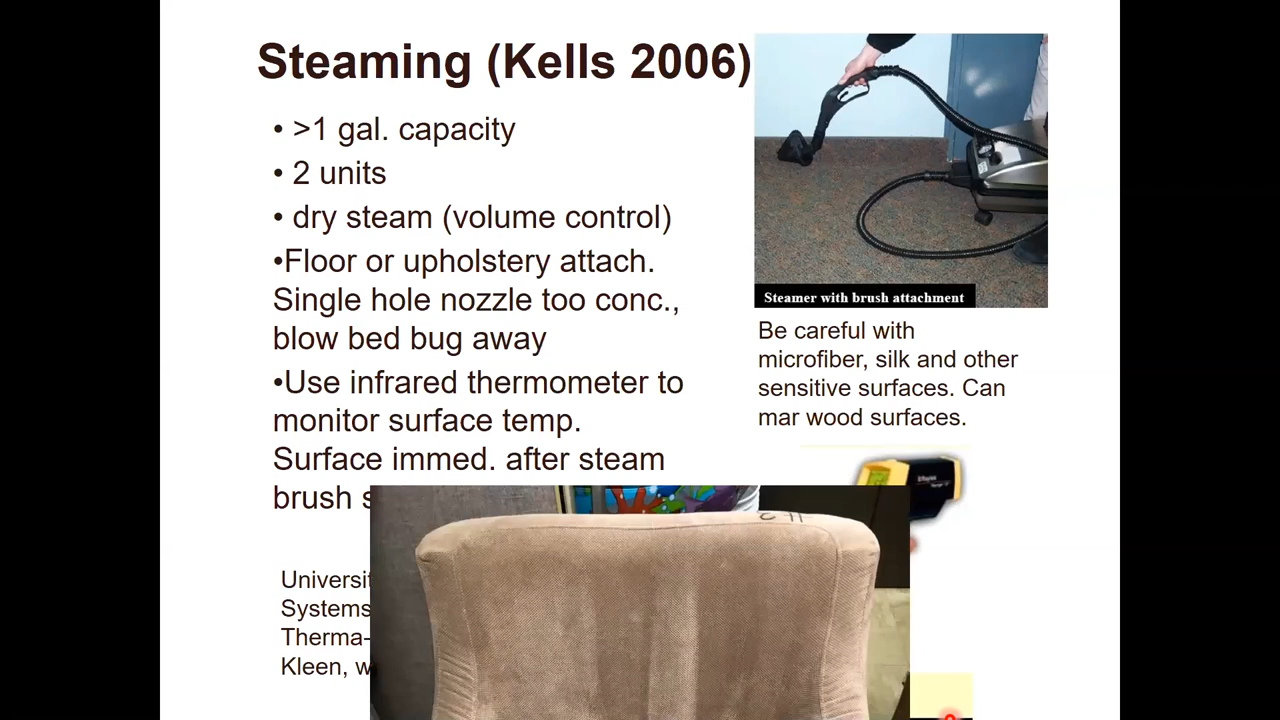 Steaming (Kells 2006)
• >1 gal. capacity
• 2 units
• dry steam (volume control)
•Floor or upholstery attach.
Single hole nozzle too conc.,
blow bed bug away
•Use infrared thermometer to
monitor surface temp.
Surface immed. after steam
brush
Steamer with brush attachment
Be careful with
microfiber, silk and other
sensitive surfaces. Can
mar wood surfaces.
Systems
Therma-
Kleen,